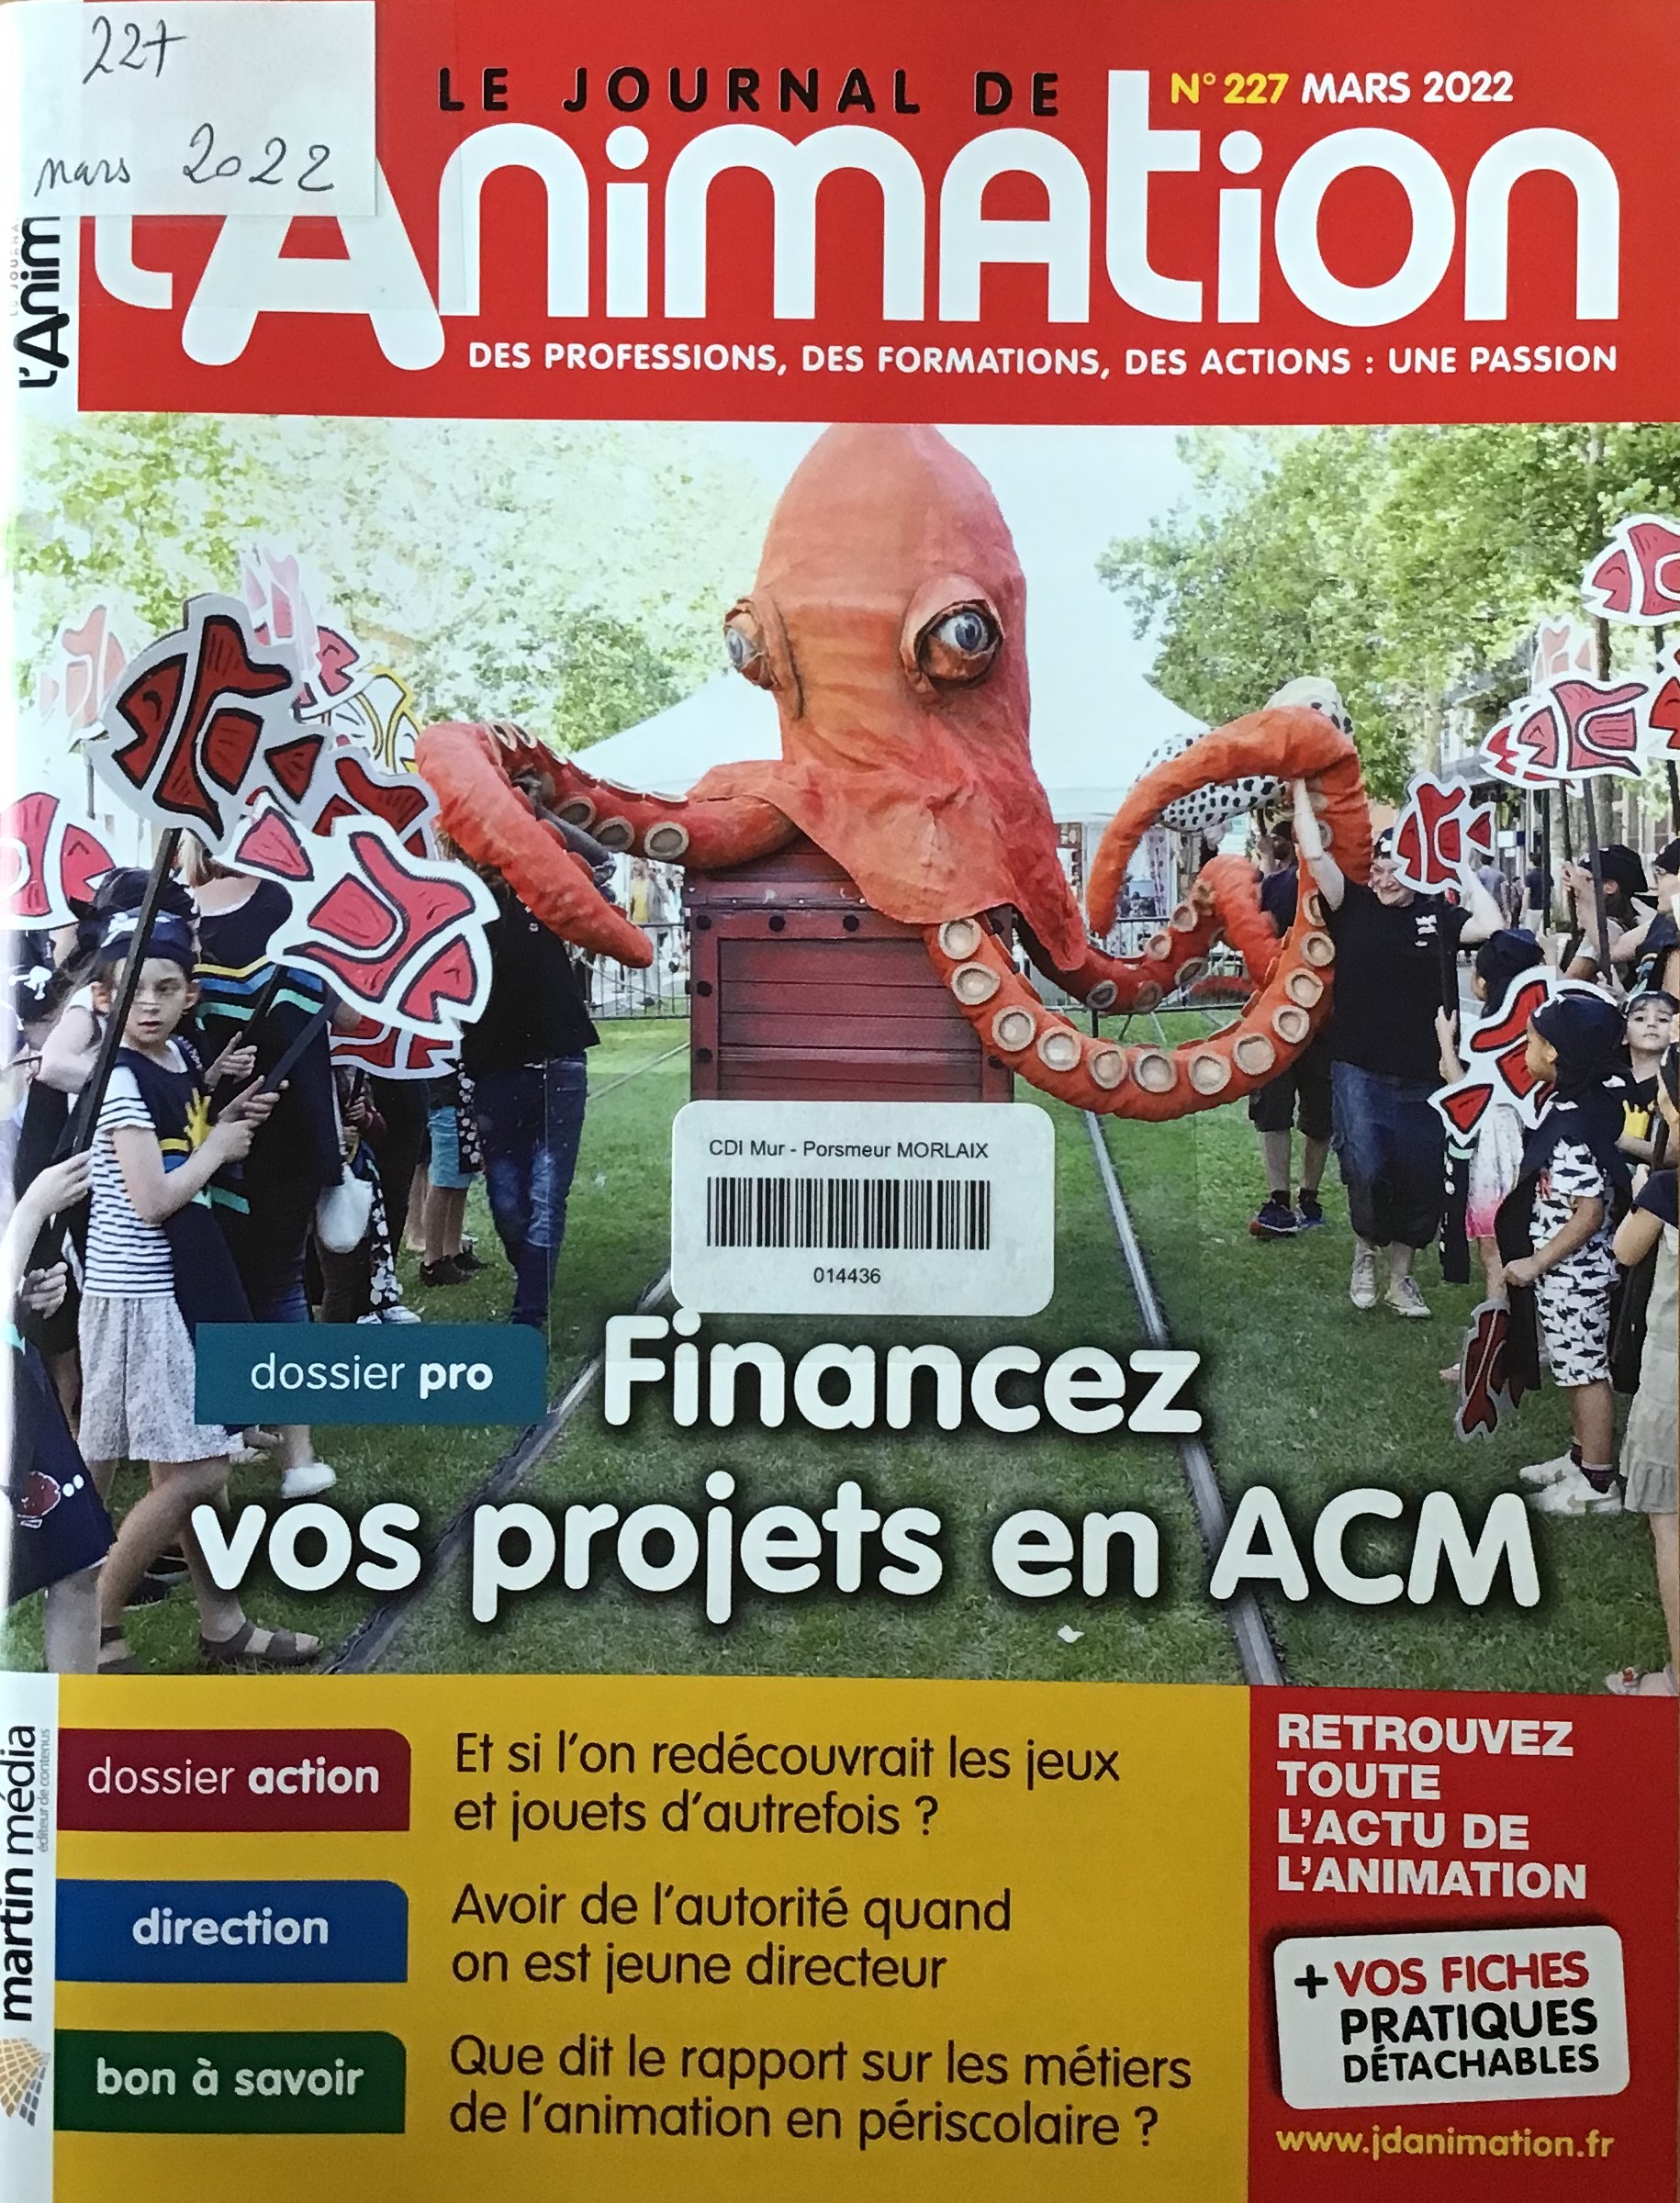 227
mars 2022
LE JOURNAL DE
N° 227 MARS 2022
l'Animation
DES PROFESSIONS, DES FORMATIONS, DES ACTIONS : UNE PASSION
l'Anim
CDI Mur - Porsmeur MORLAIX
014436
dossier pro
Financez
vos projets en ACM
martin média
éditeur de contenus
dossier action
Et si l'on redécouvrait les jeux
et jouets d'autrefois ?
direction
Avoir de l'autorité quand
on est jeune directeur
bon à savoir
Que dit le rapport sur les métiers
de l'animation en périscolaire ?
RETROUVEZ
TOUTE
L'ACTU DE
L'ANIMATION
+ VOS FICHES
PRATIQUES
DÉTACHABLES
www.jdanimation.fr